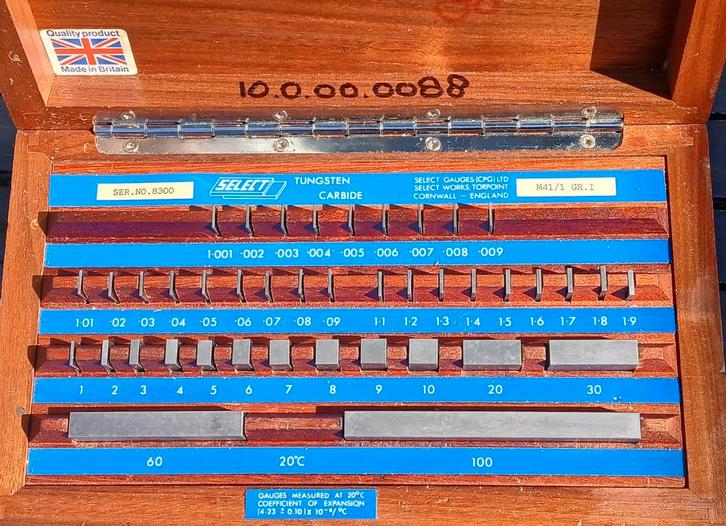 Quality product
Made in Britain
10.0.00.0088
SER.NO.8300
SELECT
TUNGSTEN
CARBIDE
SELECT GAUGES (CPG) LTD
SELECT WORKS, TORPOINT
CORNWALL – ENGLAND
M41/1 GR.I
1·001 ·002 ·003 ·004 ·005 ·006 ·007 ·008 ·009
1·01 ·02 ·03 ·04 ·05 ·06 ·07 ·08 ·09 1·1 1·2 1·3 1·4 1·5 1·6 1·7 1·8 1·9
1 2 3 4 5 6 7 8 9 10 20 30
60 20°C 100
GAUGES MEASURED AT 20°C
COEFFICIENT OF EXPANSION
(4·23 ± 0.10) X 10⁻⁶/°C